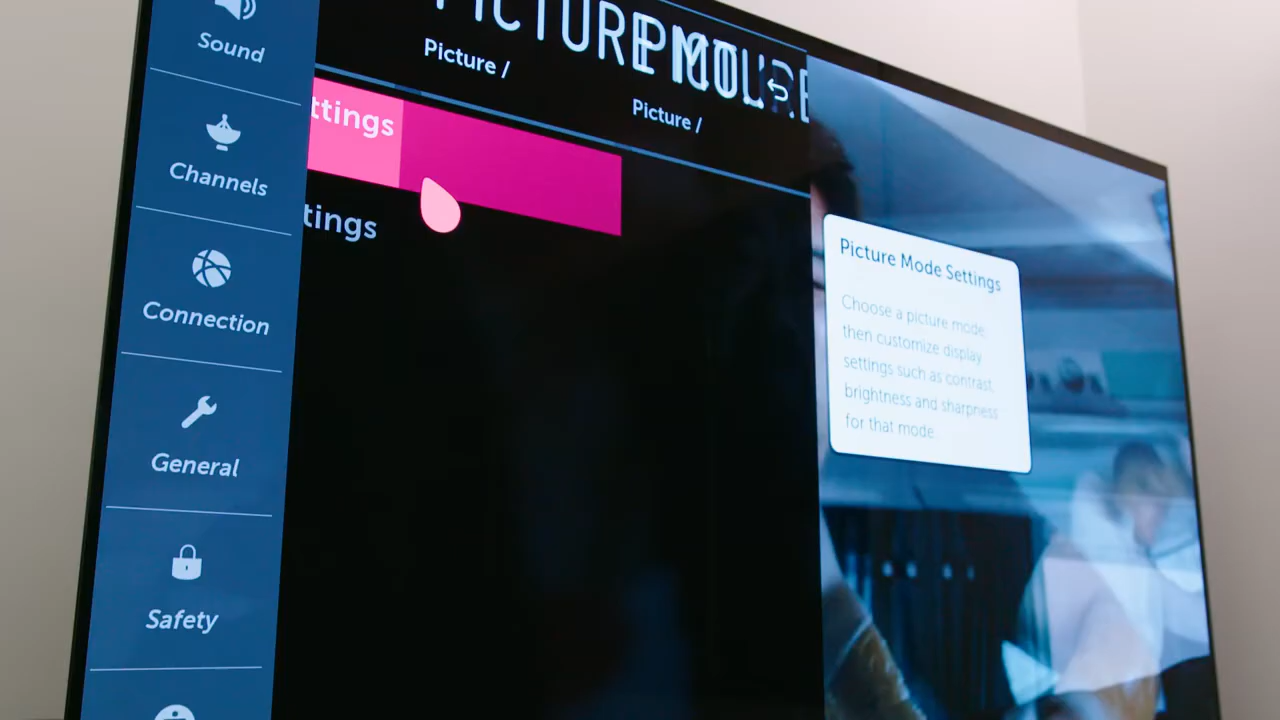 Sound
Channels
Connection
General
Safety
PICTURE
Picture /
Picture /
ttings
tings
Picture Mode Settings
Choose a picture mode
then customize display
settings such as contrast,
brightness and sharpness
for that mode